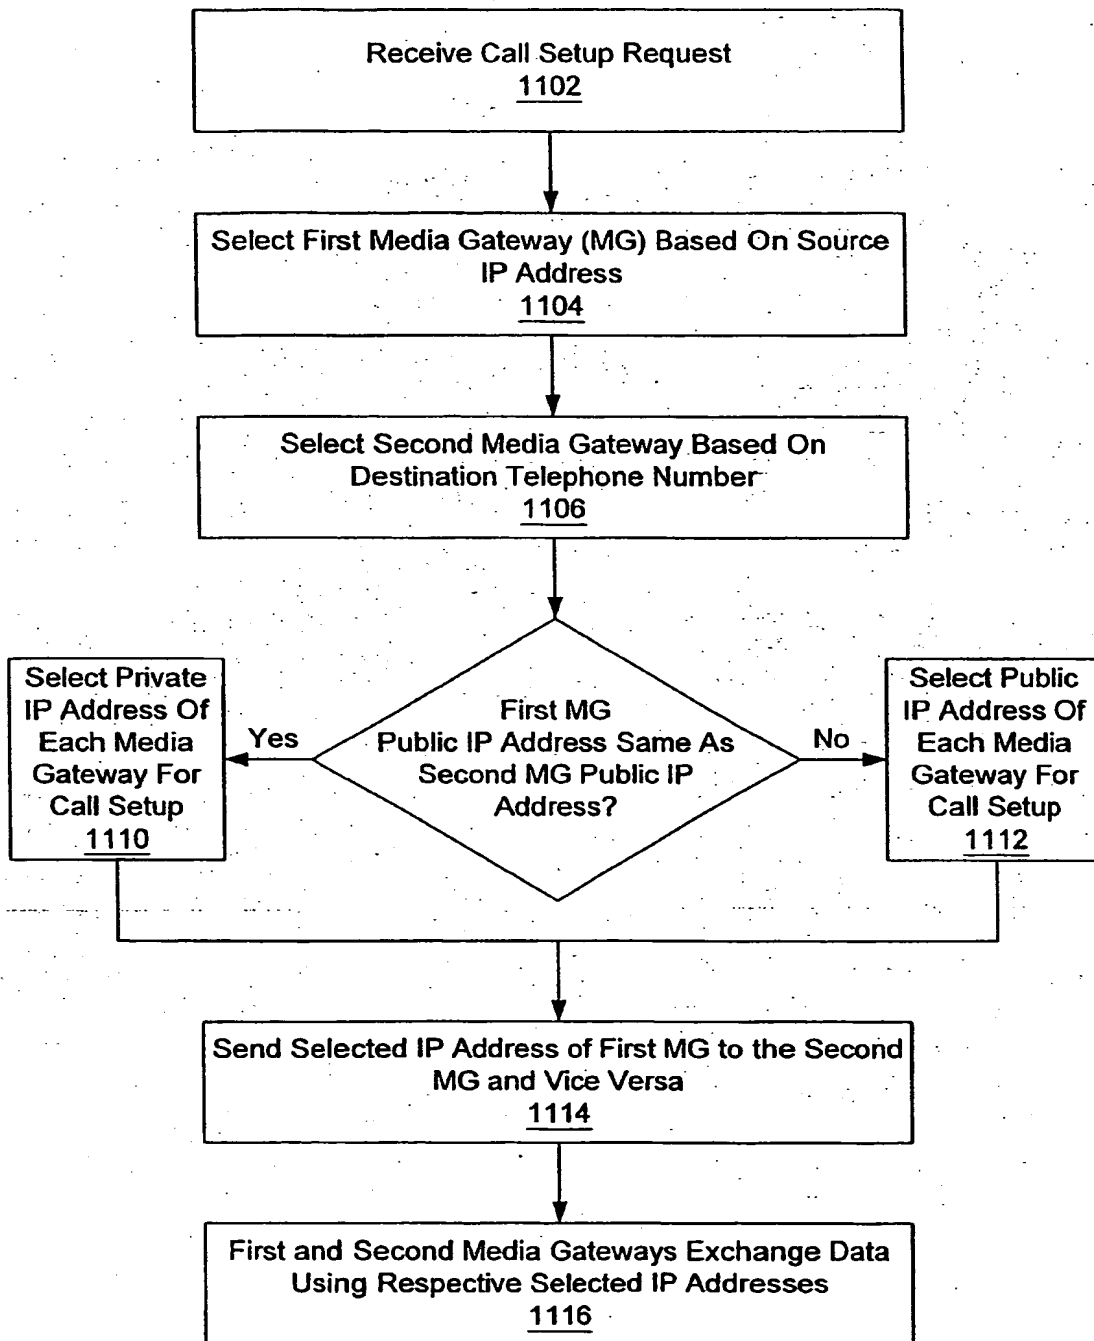 Receive Call Setup Request
1102
Select First Media Gateway (MG) Based On Source
IP Address
1104
Select Second Media Gateway Based On
Destination Telephone Number
1106
Select Private
IP Address Of
Each Media
Gateway For
Call Setup
1110
Yes
First MG
Public IP Address Same As
Second MG Public IP
Address?
No
Select Public
IP Address Of
Each Media
Gateway For
Call Setup
1112
Send Selected IP Address of First MG to the Second
MG and Vice Versa
1114
First and Second Media Gateways Exchange Data
Using Respective Selected IP Addresses
1116